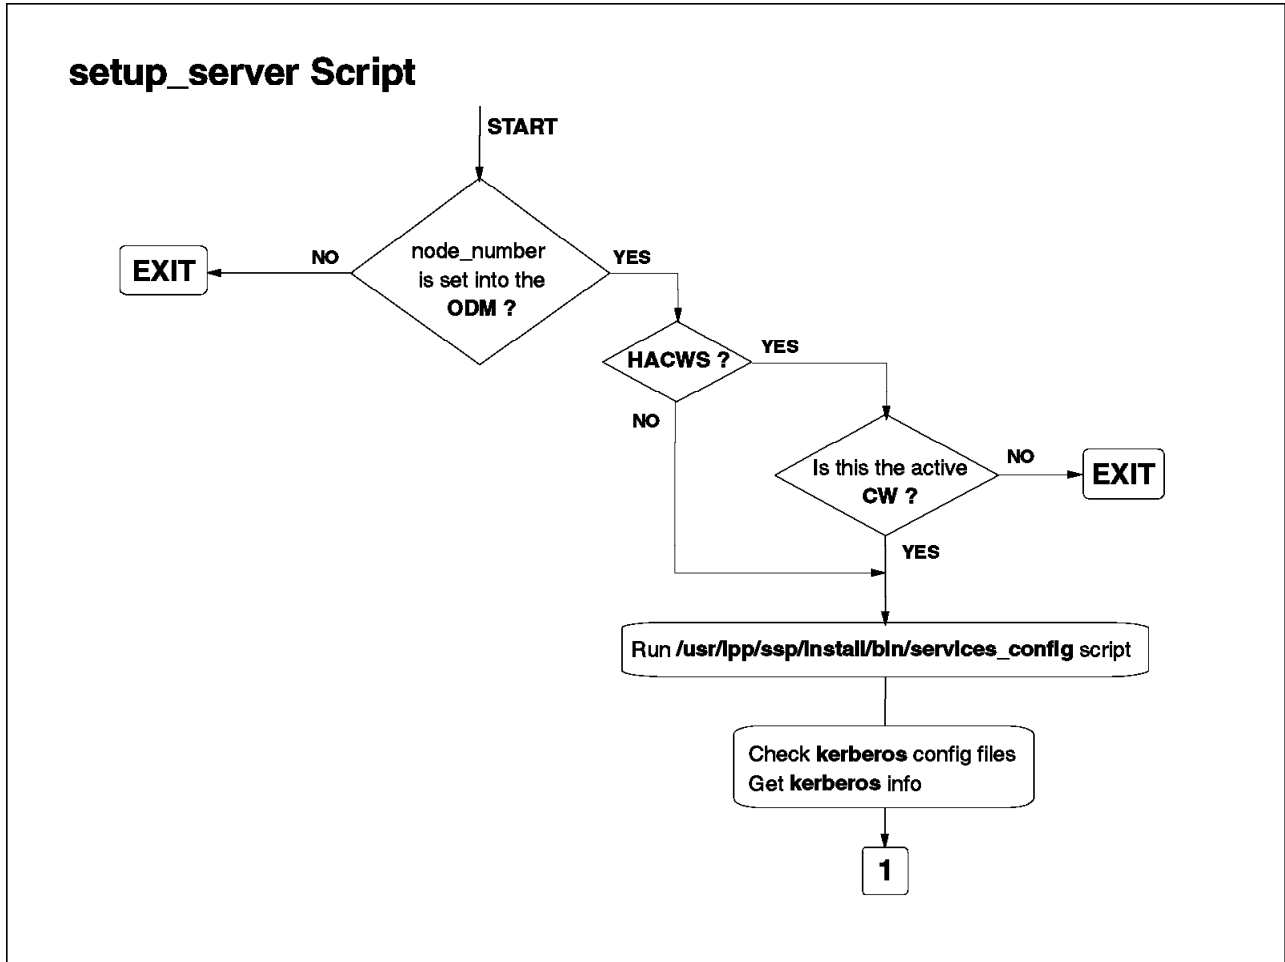 setup_server Script
START
node_number
is set into the
ODM ?
NO
EXIT
YES
HACWS ?
YES
NO
Is this the active
CW ?
NO
EXIT
YES
Run /usr/lpp/ssp/install/bin/services_config script
Check kerberos config files
Get kerberos info
1